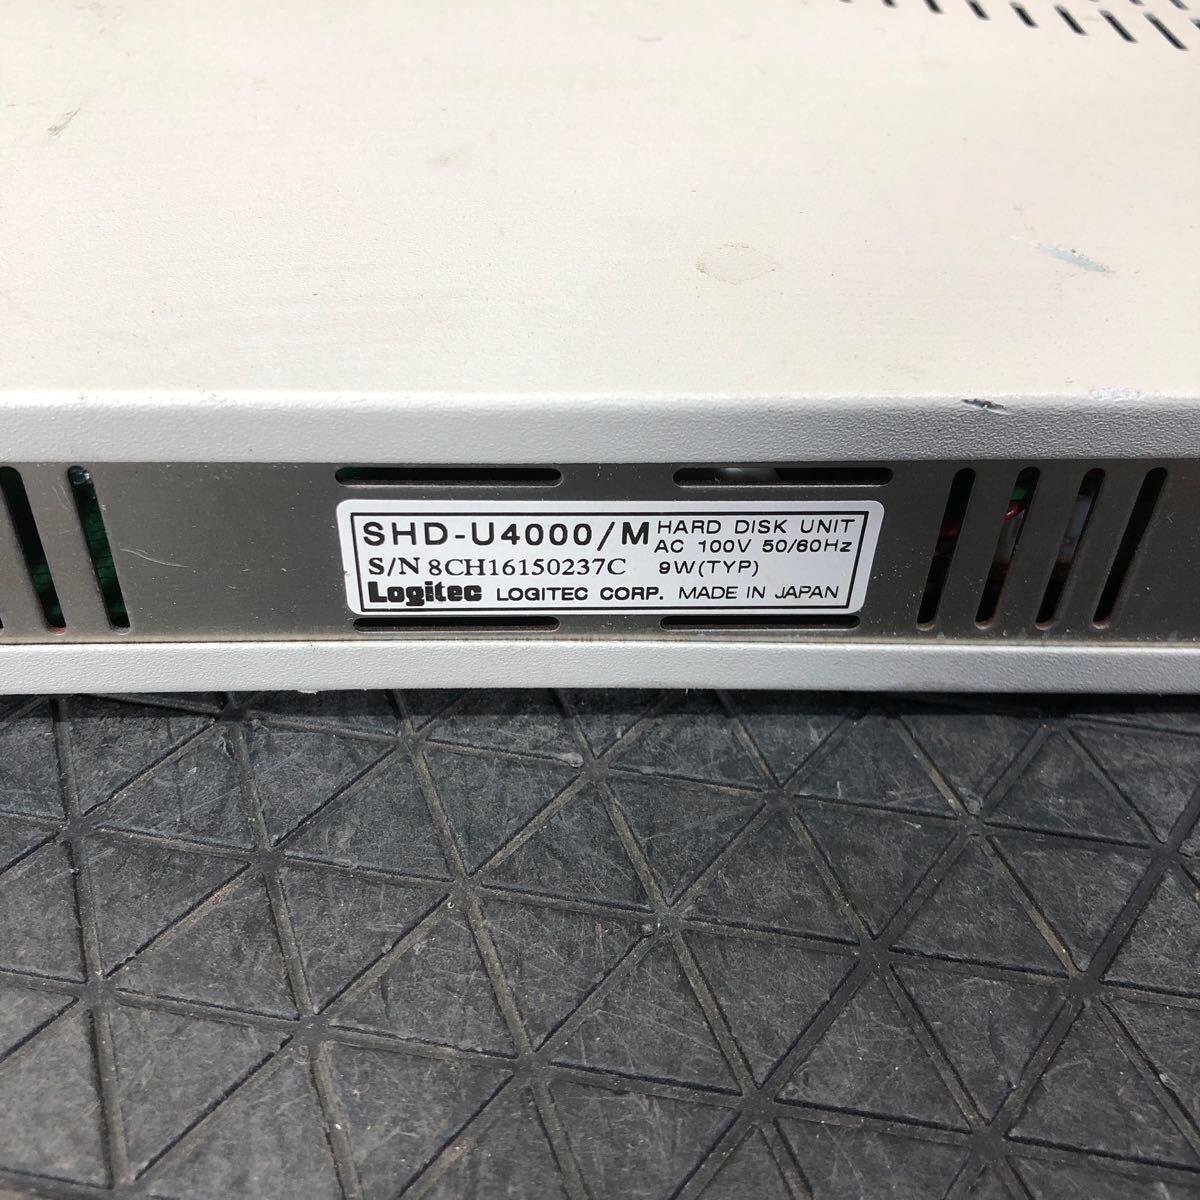 SHD-U4000/M HARD DISK UNIT
AC 100V 50/60Hz
S/N 8CH16150237C 9W(TYP)
Logitec LOGITEC CORP. MADE IN JAPAN